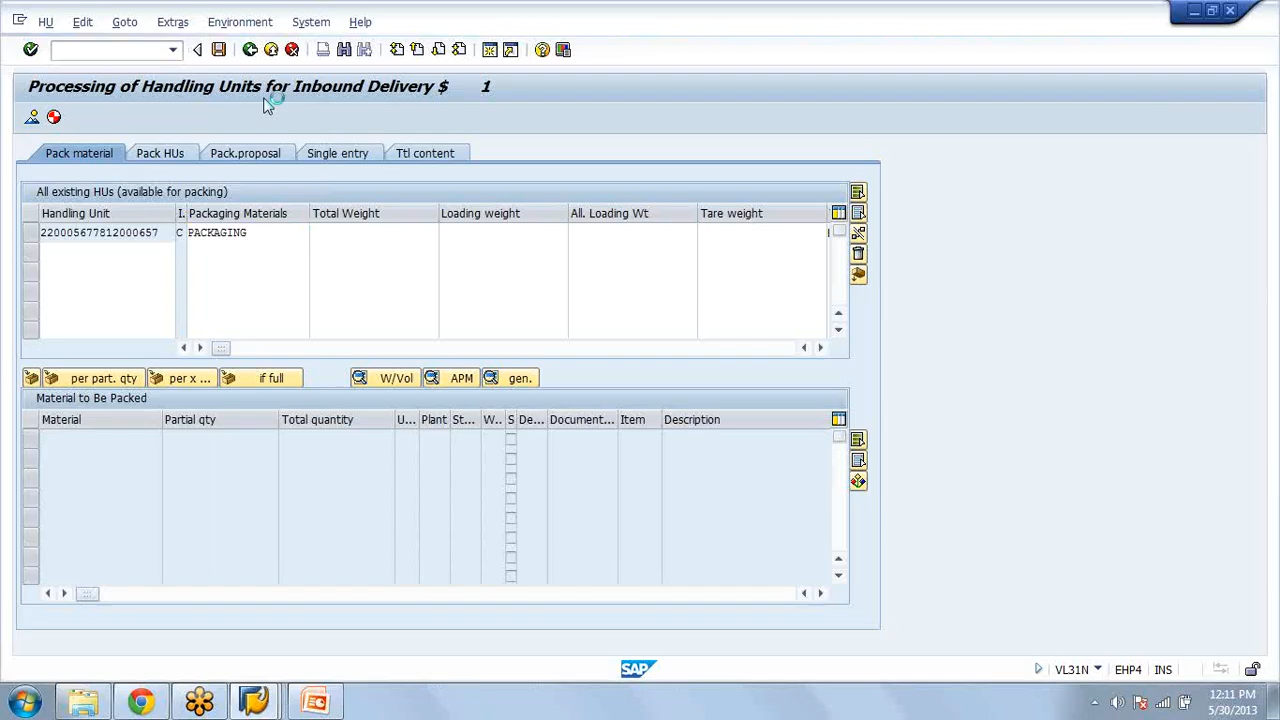 HU Edit Goto Extras Environment System Help
Processing of Handling Units for Inbound Delivery $ 1
Pack material Pack HUs Pack.proposal Single entry Ttl content
All existing HUs (available for packing)
Handling Unit I. Packaging Materials Total Weight Loading weight All. Loading Wt Tare weight
220005677812000657 C PACKAGING
per part. qty per x ... if full W/Vol APM gen.
Material to Be Packed
Material Partial qty Total quantity U... Plant St... W.. S De... Document... Item Description
SAP VL31N EHP4 INS
12:11 PM
5/30/2013